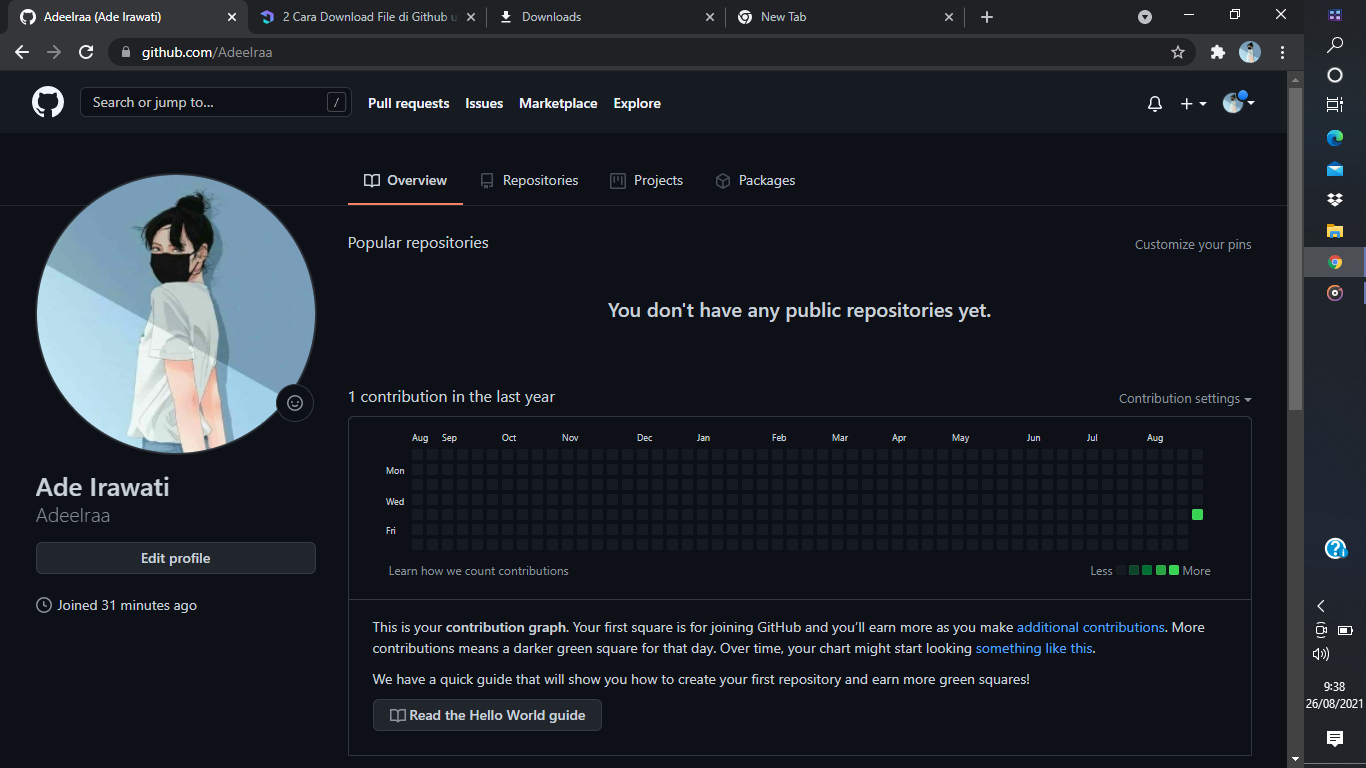 Adeelraa (Ade Irawati)
2 Cara Download File di Github u
Downloads
New Tab
github.com/Adeelraa
Search or jump to...
/
Pull requests
Issues
Marketplace
Explore
Overview
Repositories
Projects
Packages
Popular repositories
Customize your pins
You don't have any public repositories yet.
1 contribution in the last year
Contribution settings
Aug Sep Oct Nov Dec Jan Feb Mar Apr May Jun Jul Aug
Mon
Wed
Fri
Learn how we count contributions
Less
More
This is your contribution graph. Your first square is for joining GitHub and you'll earn more as you make additional contributions. More
contributions means a darker green square for that day. Over time, your chart might start looking something like this.
We have a quick guide that will show you how to create your first repository and earn more green squares!
Read the Hello World guide
Ade Irawati
Adeelraa
Edit profile
Joined 31 minutes ago
9:38
26/08/2021